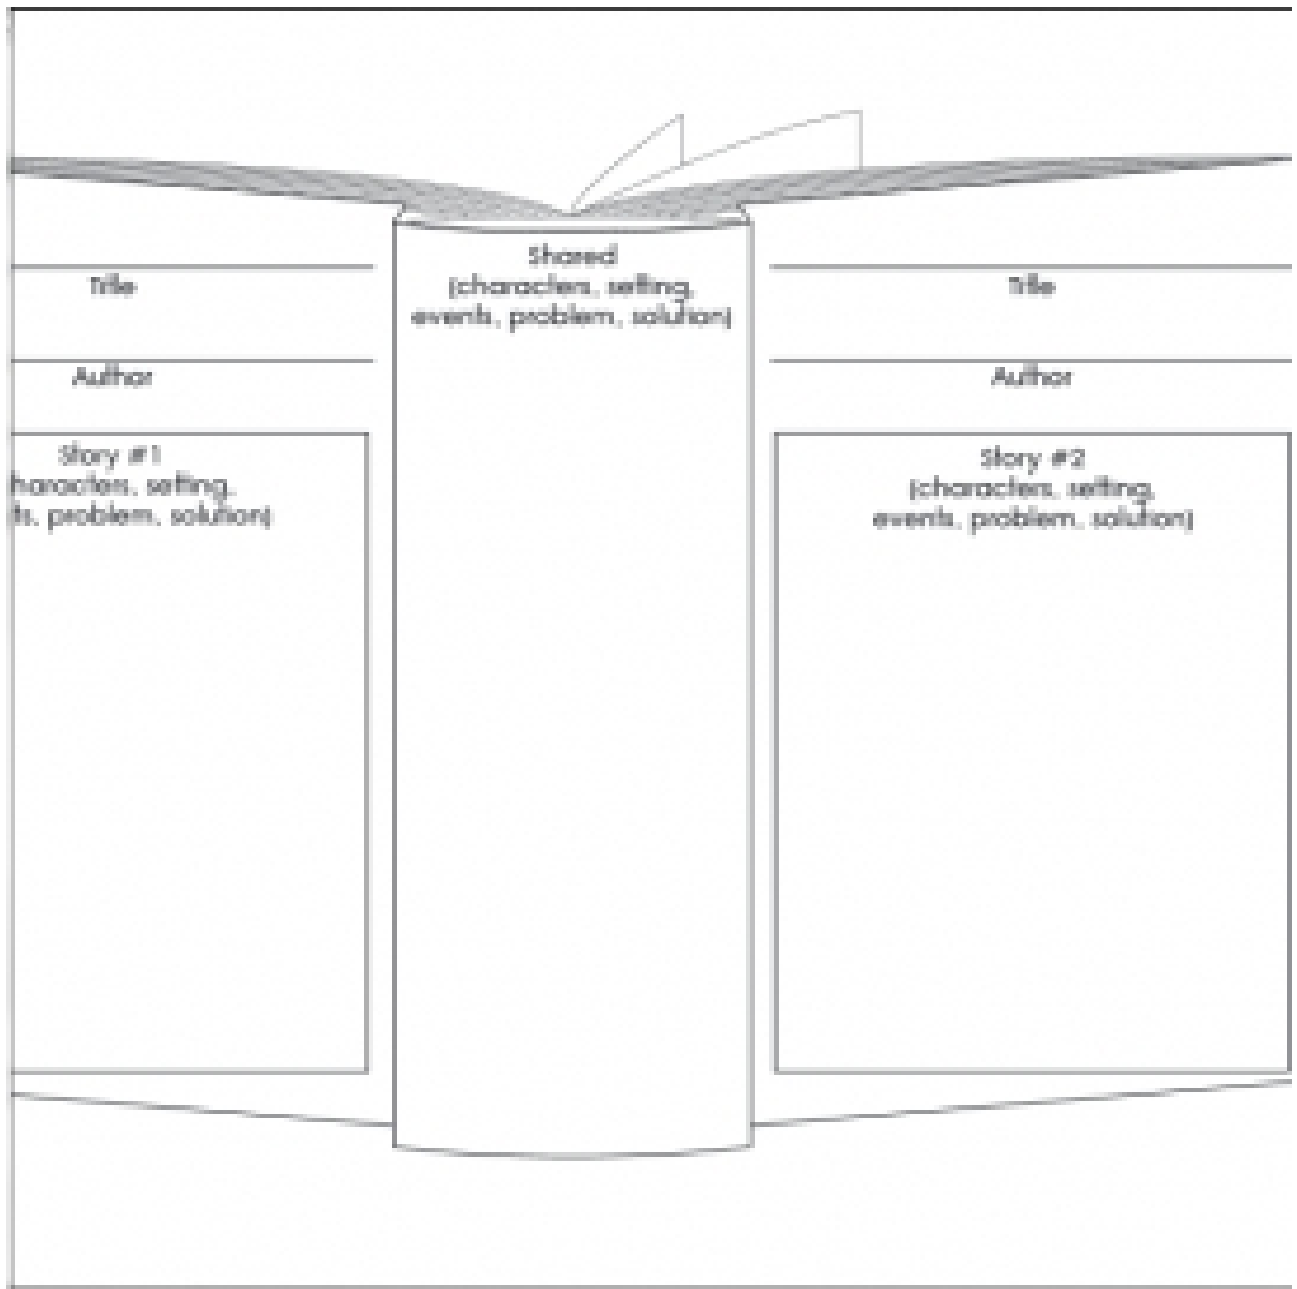 Shared
(characters, setting,
events, problem, solution)
Title
Author
Story #1
haracters, setting,
ts, problem, solution)
Title
Author
Story #2
(characters, setting,
events, problem, solution)